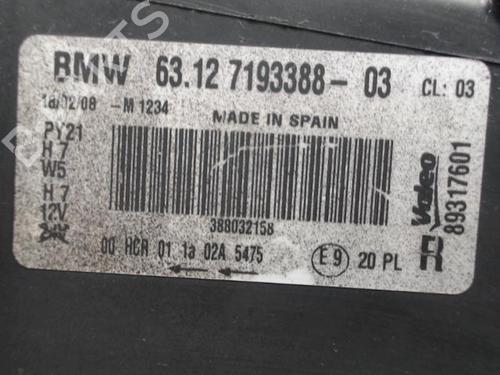 BMW 63.12 7193388 - 03 CL: 03
18/02/08 - M 1234
MADE IN SPAIN
PY21
H 7
W5
H 7
12V
388032158
00 HCR 01 1a 02A 5475
E 9 20 PL
Valeo
89317601